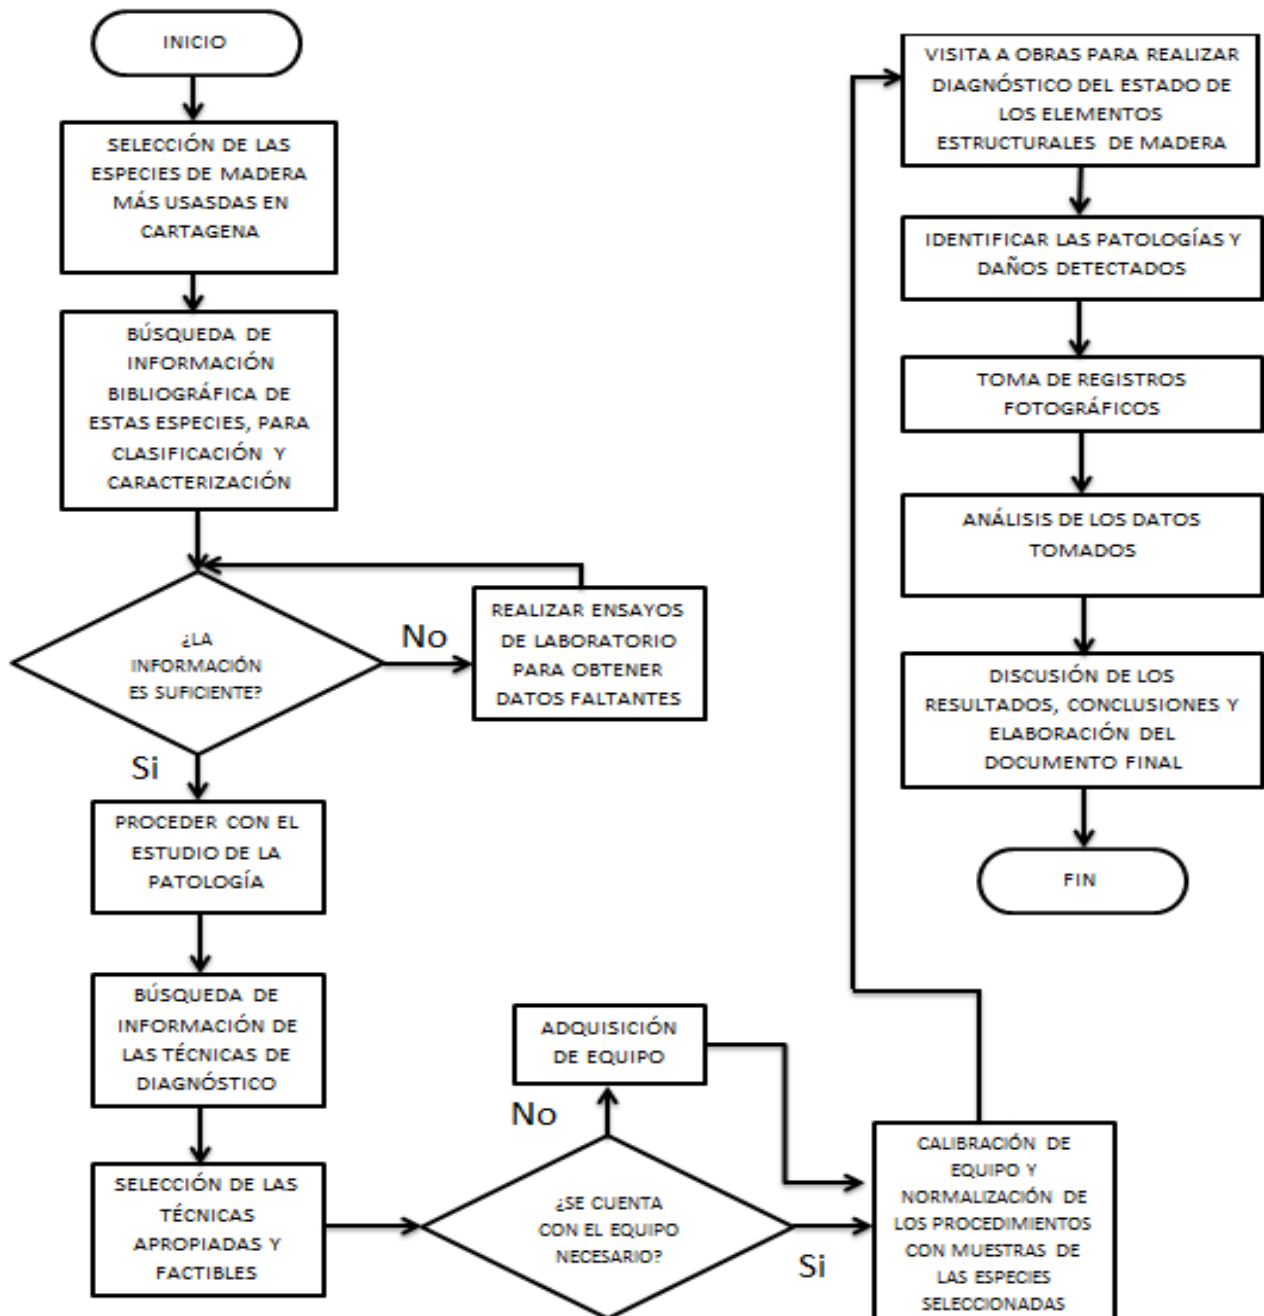 INICIO
SELECCIÓN DE LAS
ESPECIES DE MADERA
MÁS USASDAS EN
CARTAGENA
BÚSQUEDA DE
INFORMACIÓN
BIBLIOGRÁFICA DE
ESTAS ESPECIES, PARA
CLASIFICACIÓN Y
CARACTERIZACIÓN
¿LA
INFORMACIÓN
ES SUFICIENTE?
No
REALIZAR ENSAYOS
DE LABORATORIO
PARA OBTENER
DATOS FALTANTES
Si
PROCEDER CON EL
ESTUDIO DE LA
PATOLOGÍA
BÚSQUEDA DE
INFORMACIÓN DE
LAS TÉCNICAS DE
DIAGNÓSTICO
SELECCIÓN DE LAS
TÉCNICAS
APROPIADAS Y
FACTIBLES
¿SE CUENTA
CON EL EQUIPO
NECESARIO?
No
ADQUISICIÓN
DE EQUIPO
Si
CALIBRACIÓN DE
EQUIPO Y
NORMALIZACIÓN DE
LOS PROCEDIMIENTOS
CON MUESTRAS DE
LAS ESPECIES
SELECCIONADAS
VISITA A OBRAS PARA REALIZAR
DIAGNÓSTICO DEL ESTADO DE
LOS ELEMENTOS
ESTRUCTURALES DE MADERA
IDENTIFICAR LAS PATOLOGÍAS Y
DAÑOS DETECTADOS
TOMA DE REGISTROS
FOTOGRÁFICOS
ANÁLISIS DE LOS DATOS
TOMADOS
DISCUSIÓN DE LOS
RESULTADOS, CONCLUSIONES Y
ELABORACIÓN DEL
DOCUMENTO FINAL
FIN